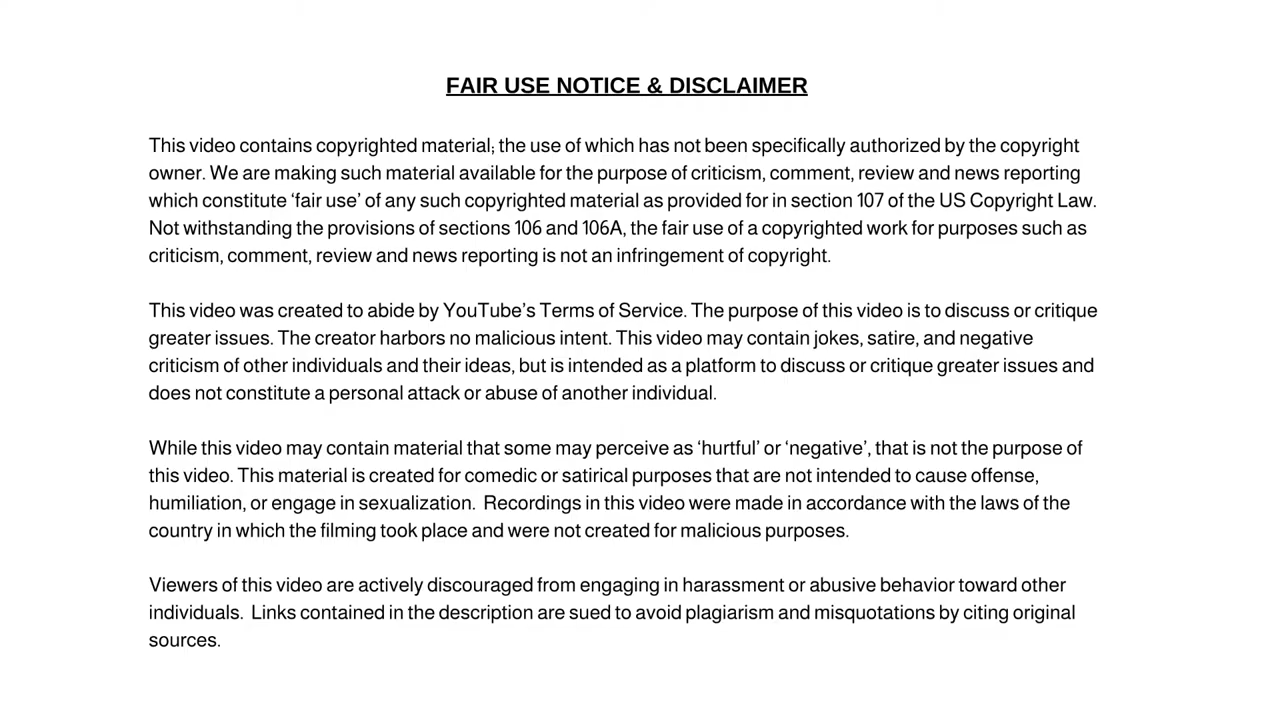 FAIR USE NOTICE & DISCLAIMER
This video contains copyrighted material; the use of which has not been specifically authorized by the copyright
owner. We are making such material available for the purpose of criticism, comment, review and news reporting
which constitute ‘fair use’ of any such copyrighted material as provided for in section 107 of the US Copyright Law.
Not withstanding the provisions of sections 106 and 106A, the fair use of a copyrighted work for purposes such as
criticism, comment, review and news reporting is not an infringement of copyright.
This video was created to abide by YouTube’s Terms of Service. The purpose of this video is to discuss or critique
greater issues. The creator harbors no malicious intent. This video may contain jokes, satire, and negative
criticism of other individuals and their ideas, but is intended as a platform to discuss or critique greater issues and
does not constitute a personal attack or abuse of another individual.
While this video may contain material that some may perceive as ‘hurtful’ or ‘negative’, that is not the purpose of
this video. This material is created for comedic or satirical purposes that are not intended to cause offense,
humiliation, or engage in sexualization.  Recordings in this video were made in accordance with the laws of the
country in which the filming took place and were not created for malicious purposes.
Viewers of this video are actively discouraged from engaging in harassment or abusive behavior toward other
individuals.  Links contained in the description are sued to avoid plagiarism and misquotations by citing original
sources.